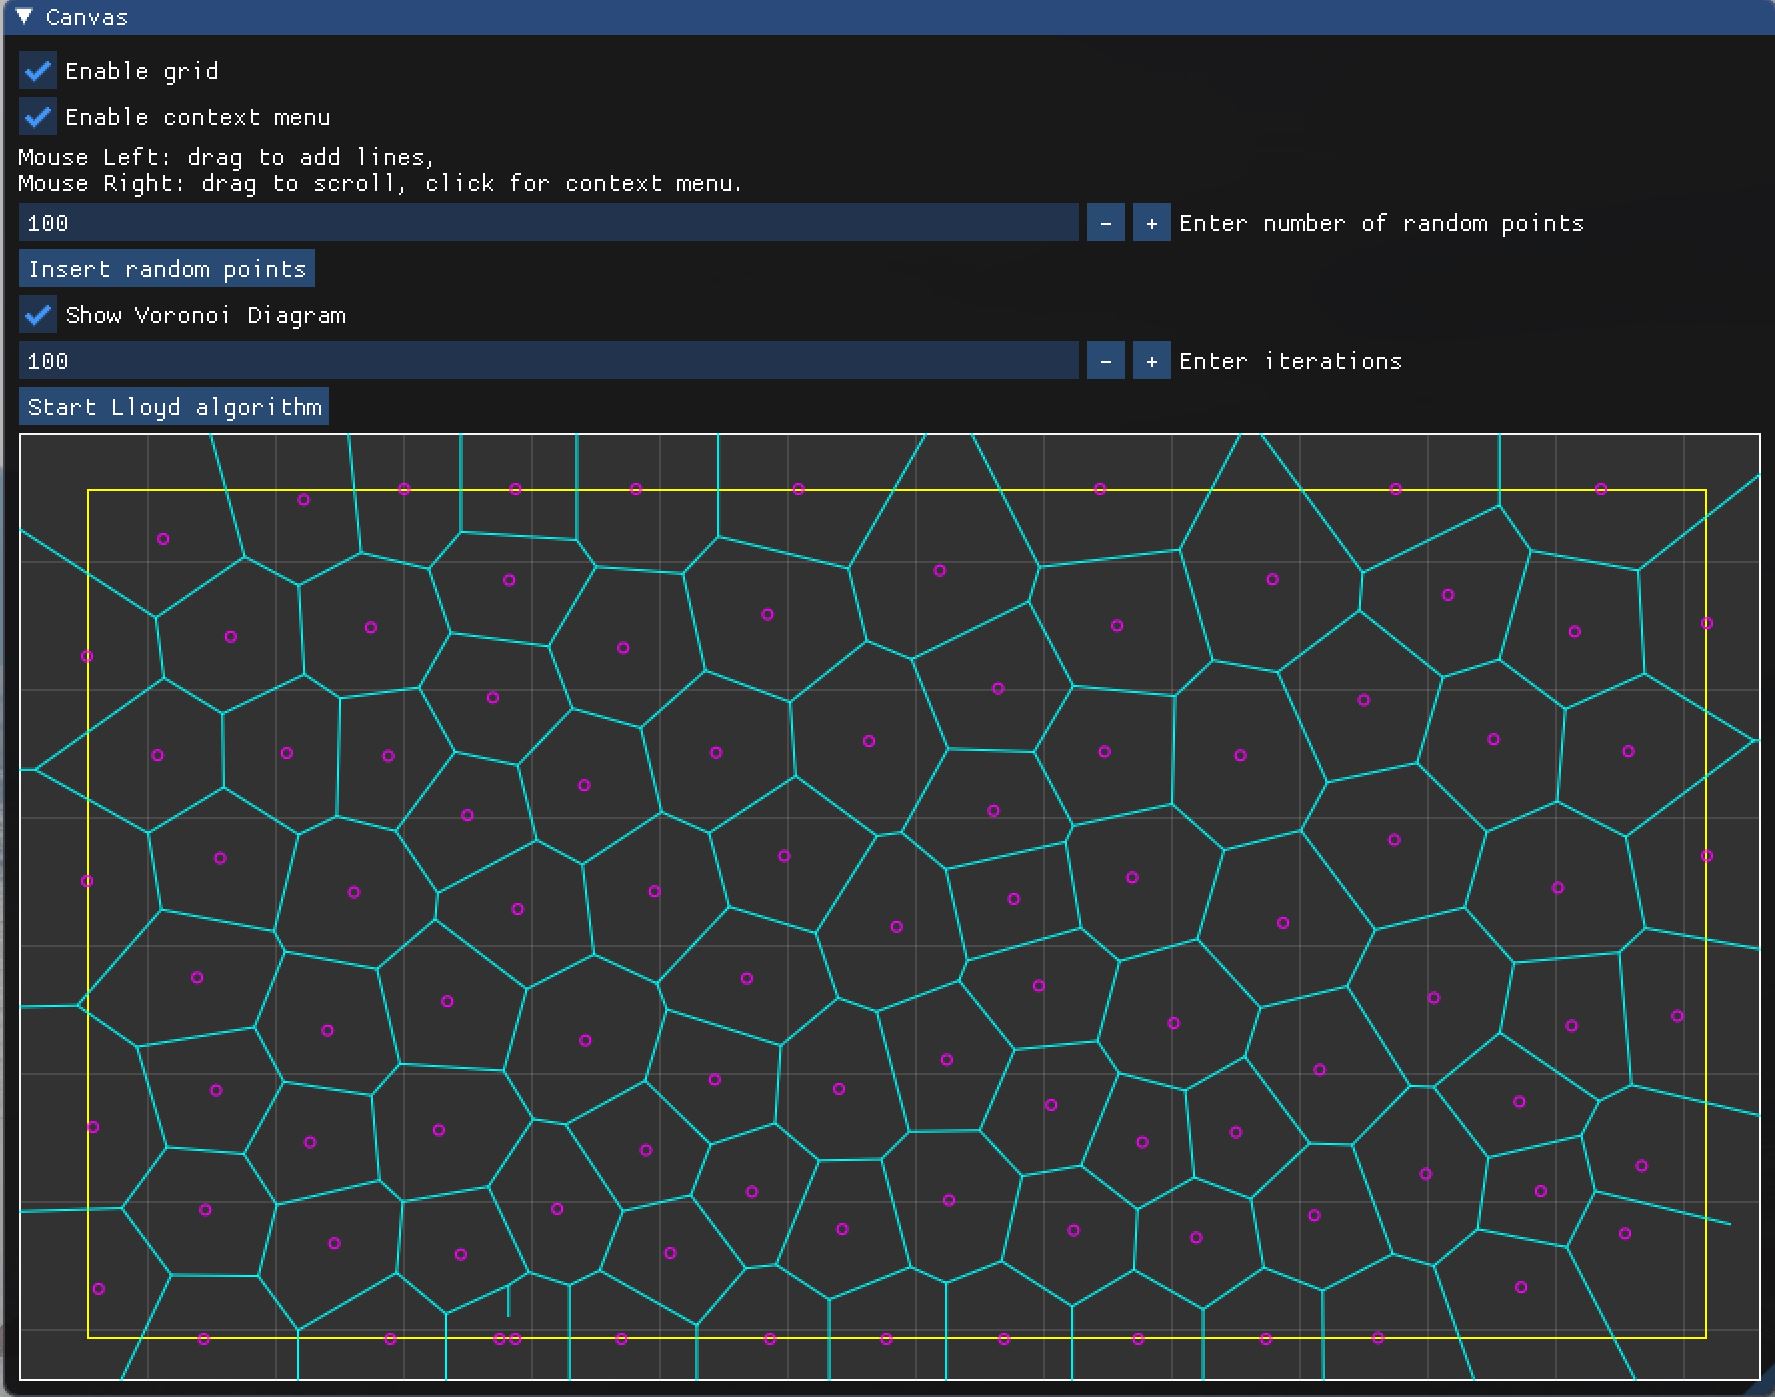 Canvas
Enable grid
Enable context menu
Mouse Left: drag to add lines,
Mouse Right: drag to scroll, click for context menu.
100 - + Enter number of random points
Insert random points
Show Voronoi Diagram
100 - + Enter iterations
Start Lloyd algorithm